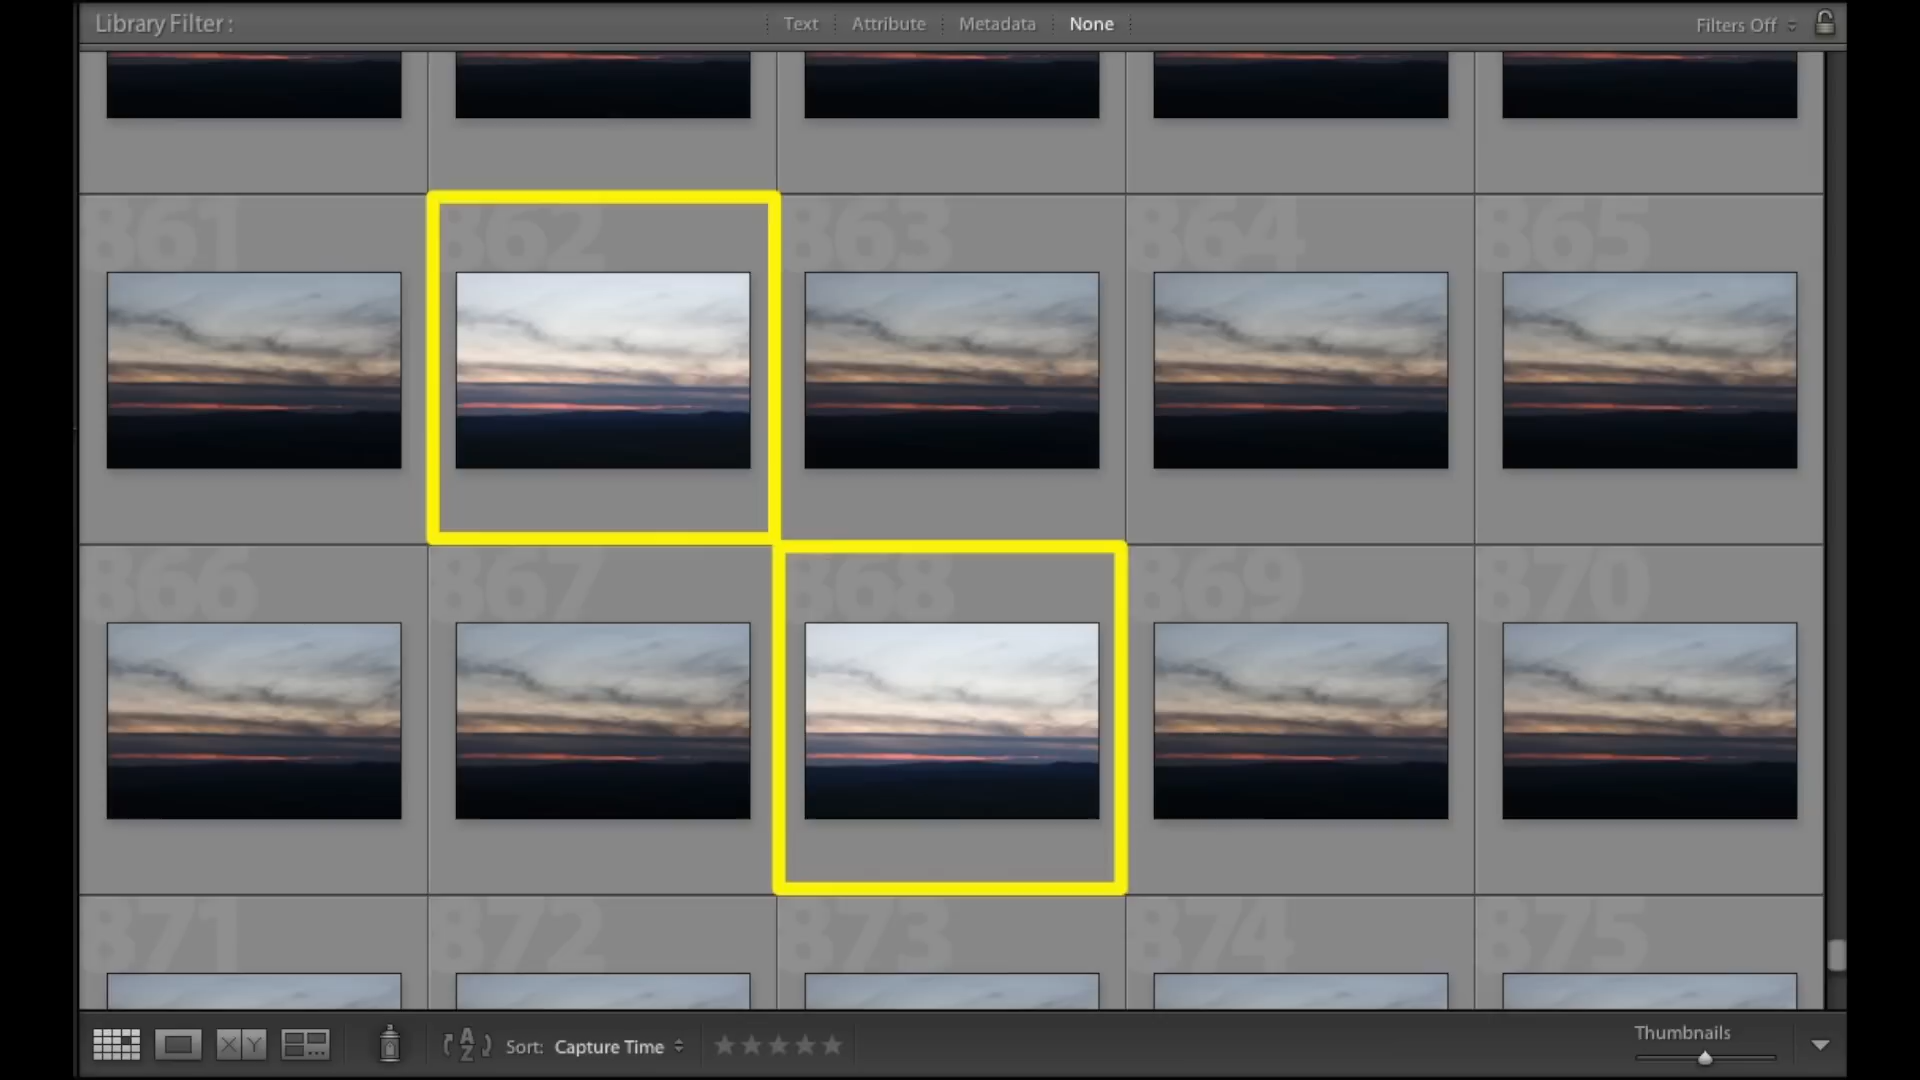 Library Filter :
Text
Attribute
Metadata
None
Filters Off
861
862
863
864
865
866
867
868
869
870
871
872
873
874
875
X Y
A
Z
Sort: Capture Time
Thumbnails